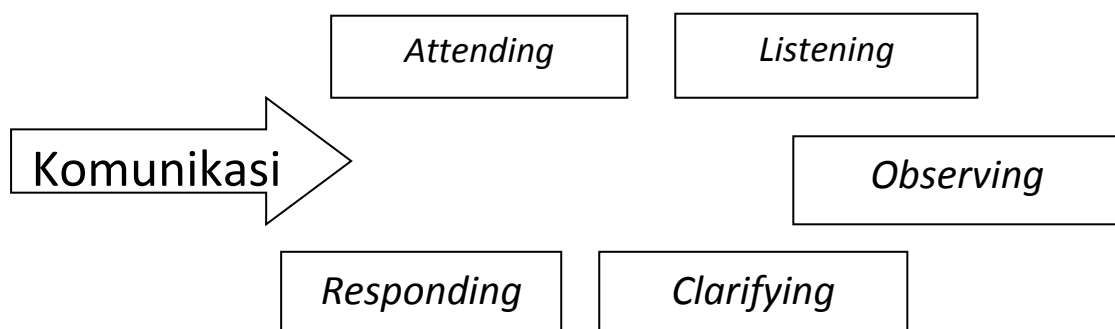 Attending
Listening
Komunikasi
Observing
Responding
Clarifying